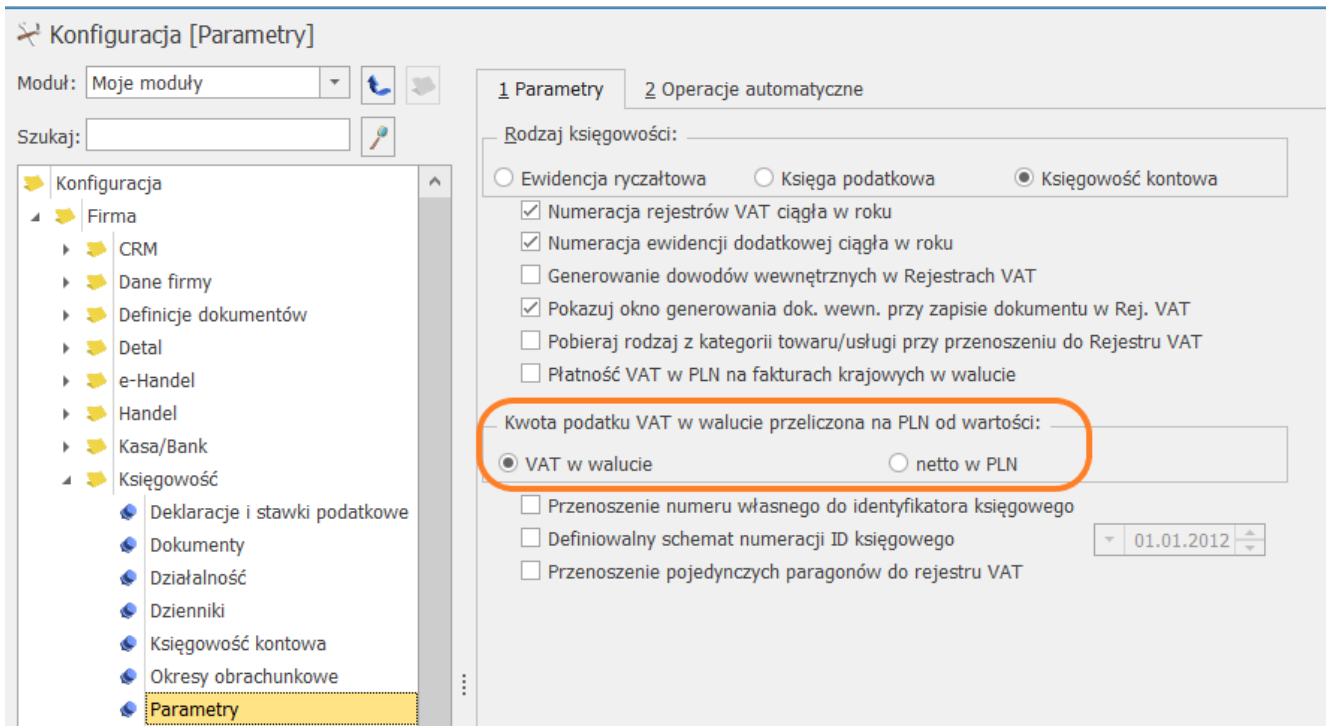 Konfiguracja [Parametry]
Moduł: Moje moduły
Szukaj:
Konfiguracja
Firma
CRM
Dane firmy
Definicje dokumentów
Detal
e-Handel
Handel
Kasa/Bank
Księgowość
Deklaracje i stawki podatkowe
Dokumenty
Działalność
Dzienniki
Księgowość kontowa
Okresy obrachunkowe
Parametry
1 Parametry 2 Operacje automatyczne
Rodzaj księgowości:
Ewidencja ryczałtowa Księga podatkowa Księgowość kontowa
Numeracja rejestrów VAT ciągła w roku
Numeracja ewidencji dodatkowej ciągła w roku
Generowanie dowodów wewnętrznych w Rejestrach VAT
Pokazuj okno generowania dok. wewn. przy zapisie dokumentu w Rej. VAT
Pobieraj rodzaj z kategorii towaru/usługi przy przenoszeniu do Rejestru VAT
Płatność VAT w PLN na fakturach krajowych w walucie
Kwota podatku VAT w walucie przeliczona na PLN od wartości:
VAT w walucie netto w PLN
Przenoszenie numeru własnego do identyfikatora księgowego
Definiowalny schemat numeracji ID księgowego 01.01.2012
Przenoszenie pojedynczych paragonów do rejestru VAT